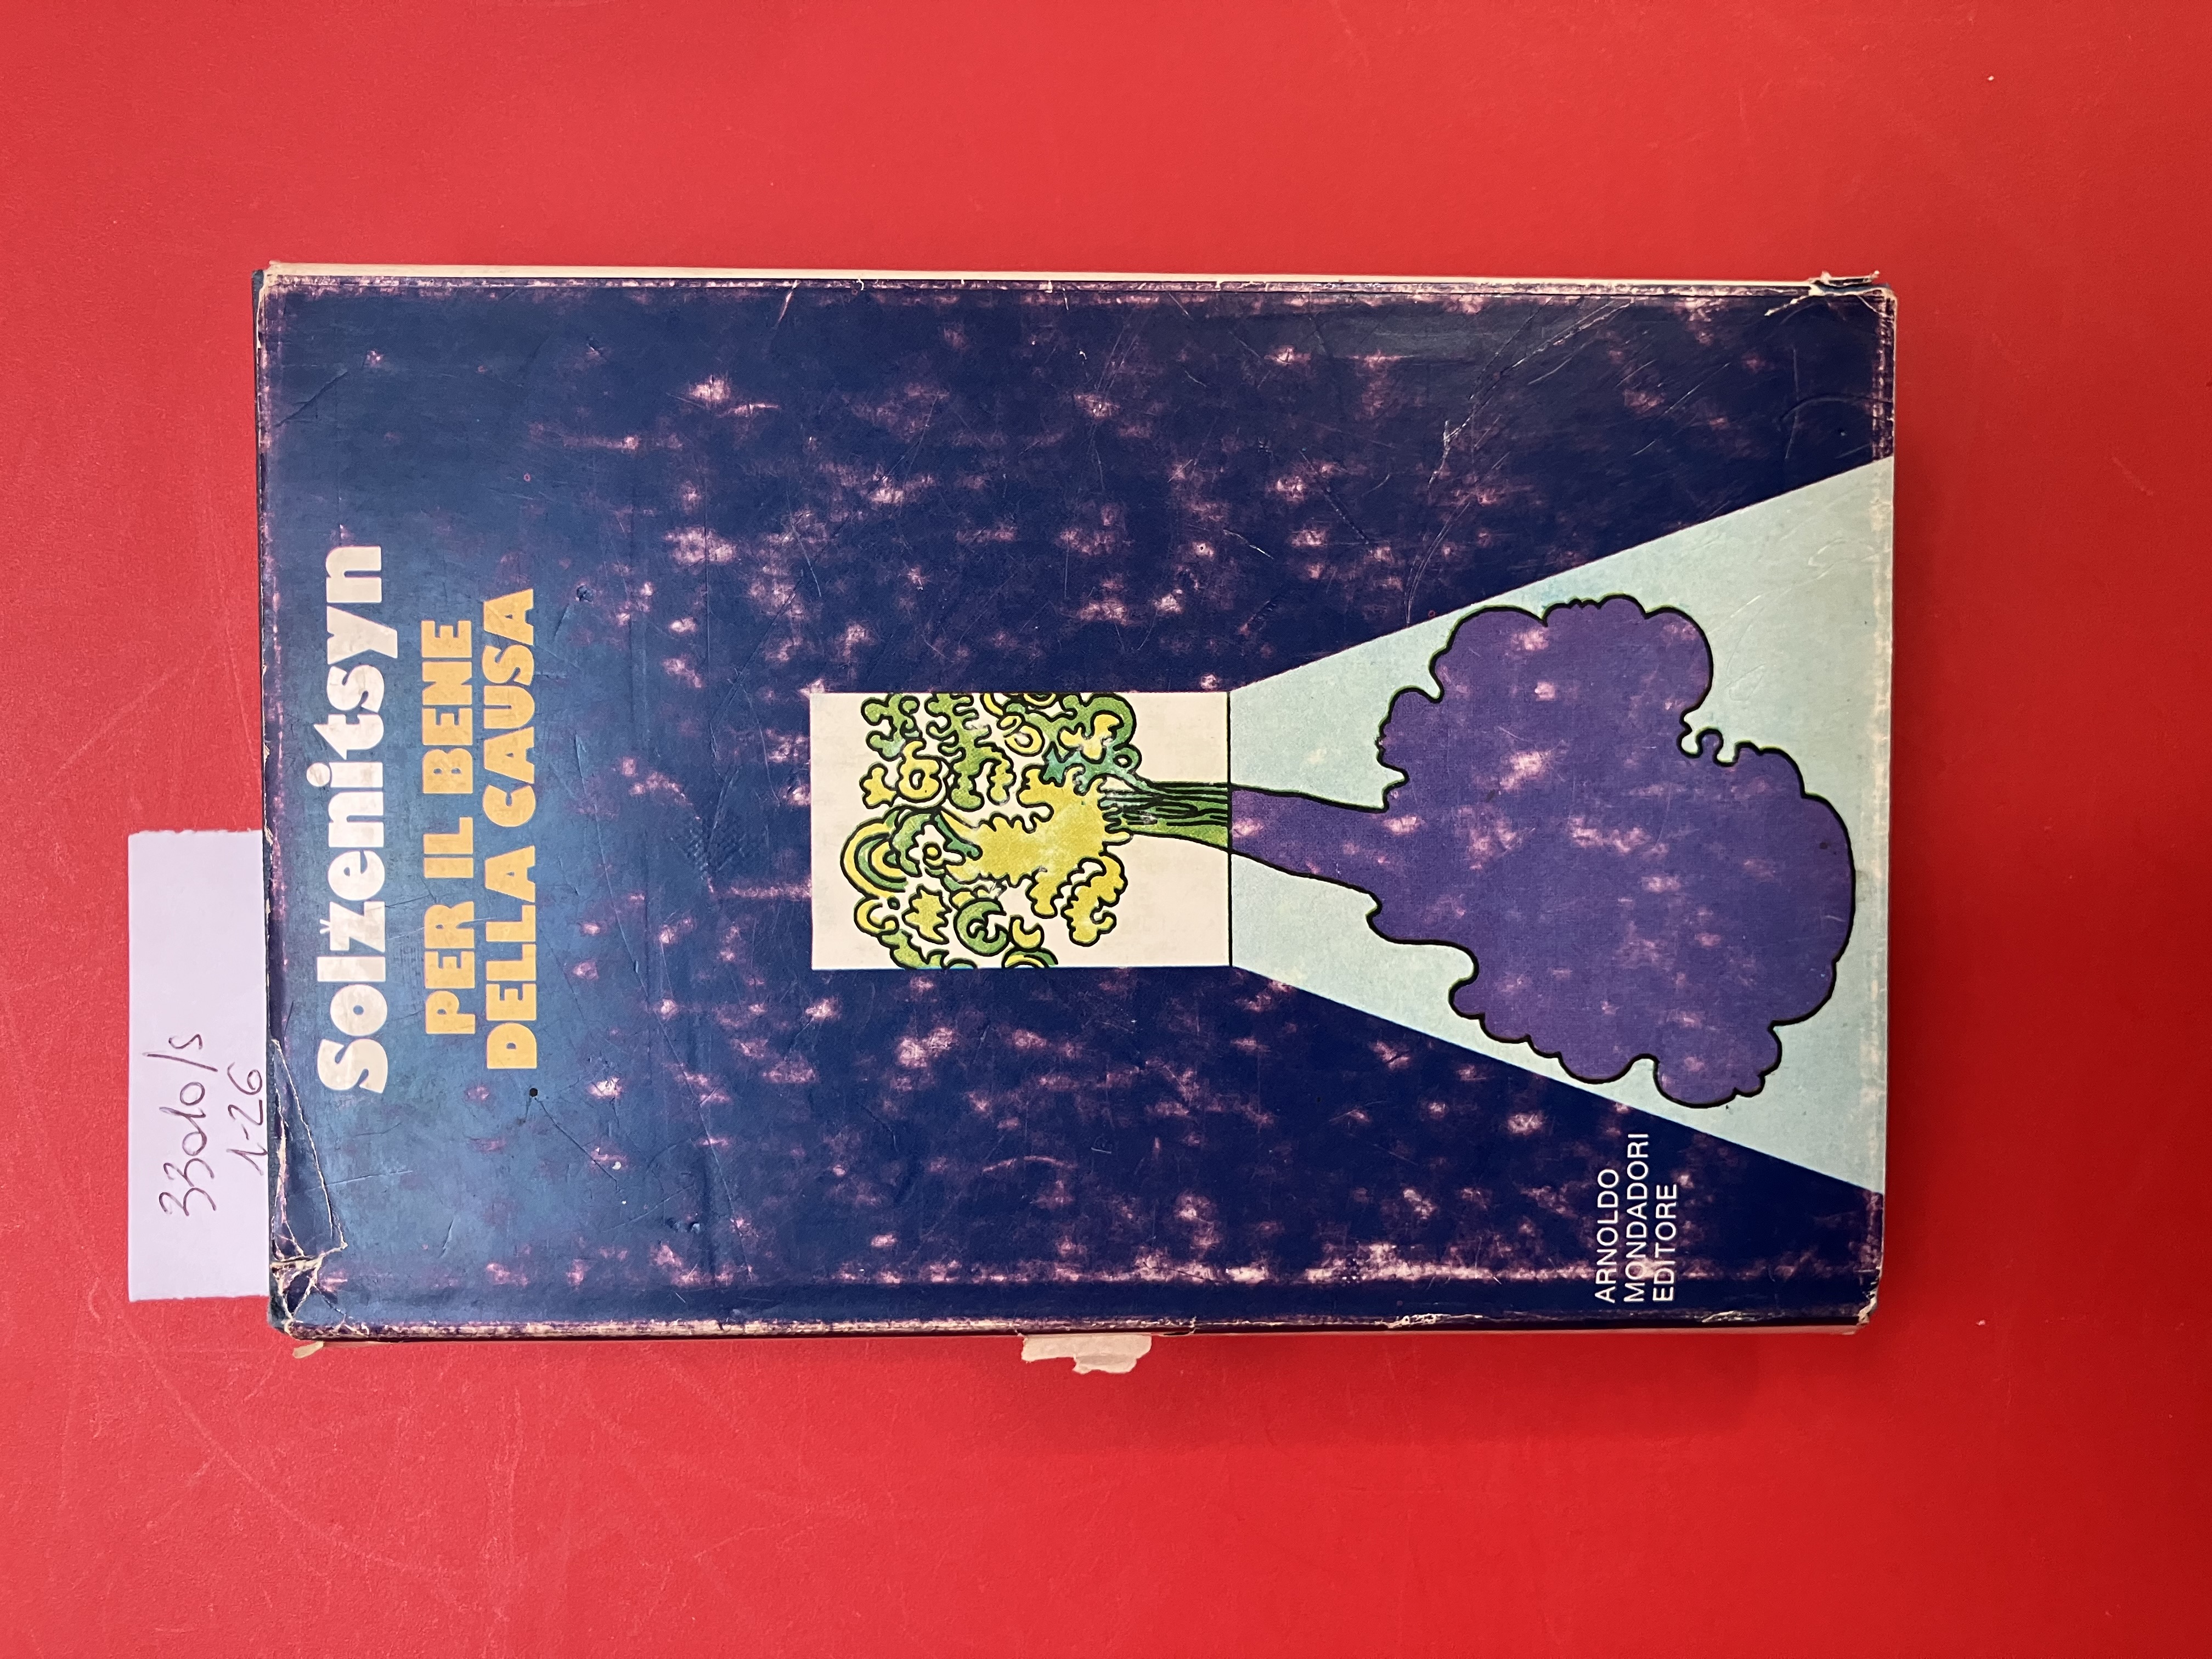 33010/S
1-26
Solženitsyn
PER IL BENE
DELLA CAUSA
ARNOLDO
MONDADORI
EDITORE